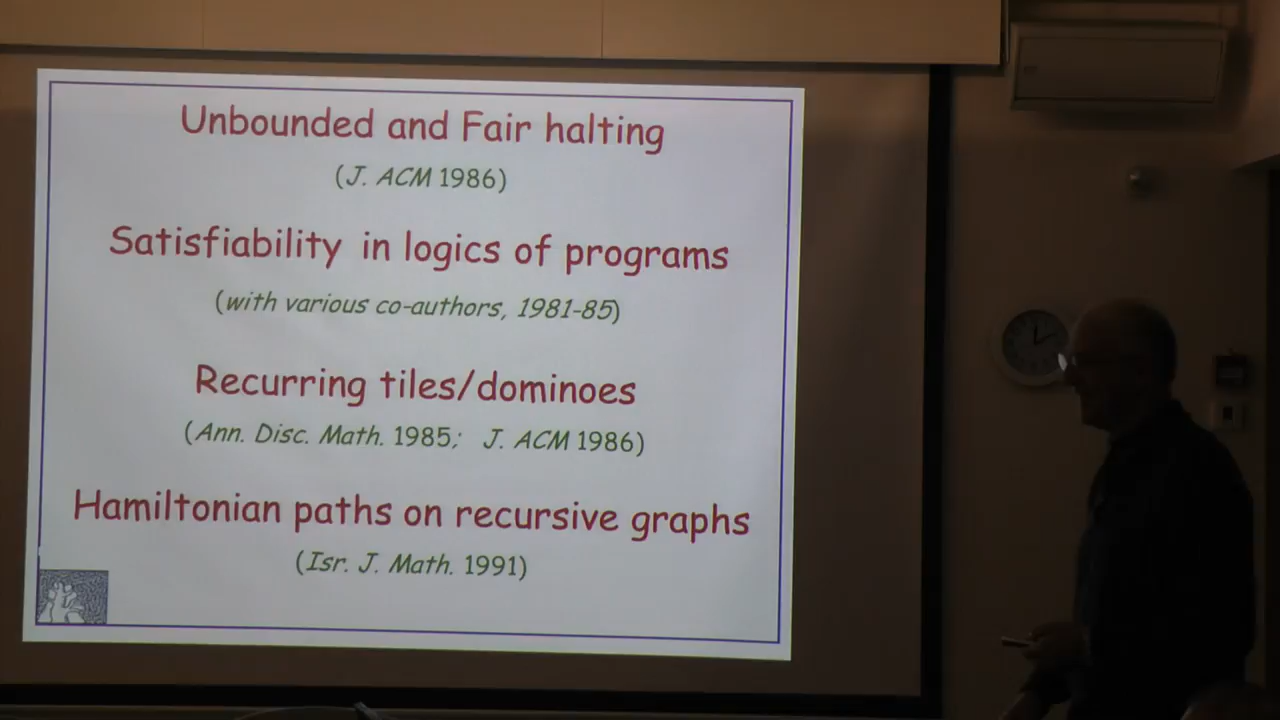 Unbounded and Fair halting
(J. ACM 1986)
Satisfiability in logics of programs
(with various co-authors, 1981-85)
Recurring tiles/dominoes
(Ann. Disc. Math. 1985; J. ACM 1986)
Hamiltonian paths on recursive graphs
(Isr. J. Math. 1991)